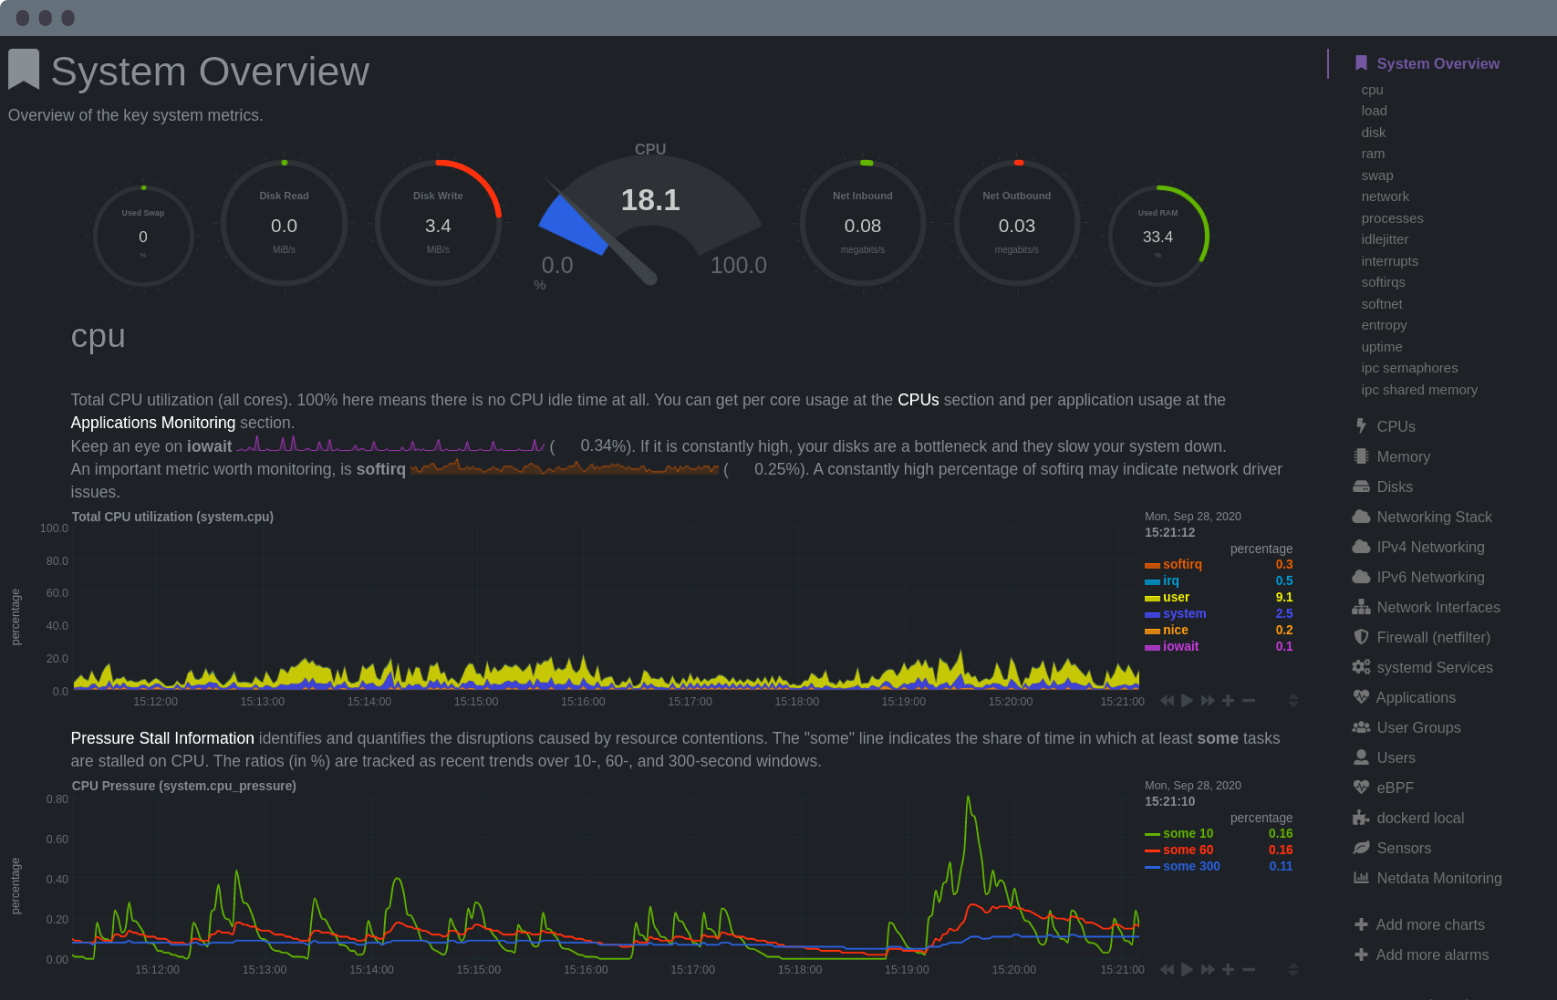 System Overview
Overview of the key system metrics.
Used Swap
0
%
Disk Read
0.0
MiB/s
Disk Write
3.4
MiB/s
CPU
18.1
0.0
100.0
%
Net Inbound
0.08
megabits/s
Net Outbound
0.03
megabits/s
Used RAM
33.4
%
cpu
Total CPU utilization (all cores). 100% here means there is no CPU idle time at all. You can get per core usage at the CPUs section and per application usage at the
Applications Monitoring section.
Keep an eye on iowait ( 0.34%). If it is constantly high, your disks are a bottleneck and they slow your system down.
An important metric worth monitoring, is softirq ( 0.25%). A constantly high percentage of softirq may indicate network driver
issues.
Total CPU utilization (system.cpu)
percentage
100.0
80.0
60.0
40.0
20.0
0.0
15:12:00 15:13:00 15:14:00 15:15:00 15:16:00 15:17:00 15:18:00 15:19:00 15:20:00 15:21:00
Mon, Sep 28, 2020
15:21:12
percentage
softirq 0.3
irq 0.5
user 9.1
system 2.5
nice 0.2
iowait 0.1
Pressure Stall Information identifies and quantifies the disruptions caused by resource contentions. The "some" line indicates the share of time in which at least some tasks
are stalled on CPU. The ratios (in %) are tracked as recent trends over 10-, 60-, and 300-second windows.
CPU Pressure (system.cpu_pressure)
percentage
0.80
0.60
0.40
0.20
0.00
15:12:00 15:13:00 15:14:00 15:15:00 15:16:00 15:17:00 15:18:00 15:19:00 15:20:00 15:21:00
Mon, Sep 28, 2020
15:21:10
percentage
some 10 0.16
some 60 0.16
some 300 0.11
System Overview
cpu
load
disk
ram
swap
network
processes
idlejitter
interrupts
softirqs
softnet
entropy
uptime
ipc semaphores
ipc shared memory
CPUs
Memory
Disks
Networking Stack
IPv4 Networking
IPv6 Networking
Network Interfaces
Firewall (netfilter)
systemd Services
Applications
User Groups
Users
eBPF
dockerd local
Sensors
Netdata Monitoring
Add more charts
Add more alarms